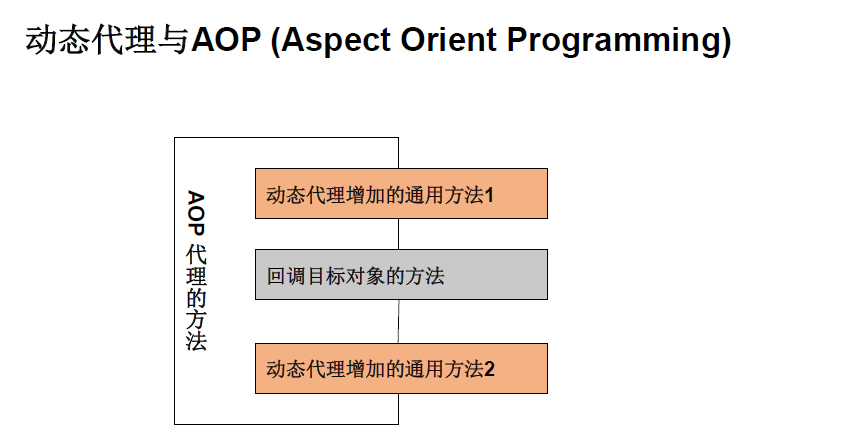 动态代理与AOP (Aspect Orient Programming)
AOP 代理的方法
动态代理增加的通用方法1
回调目标对象的方法
动态代理增加的通用方法2